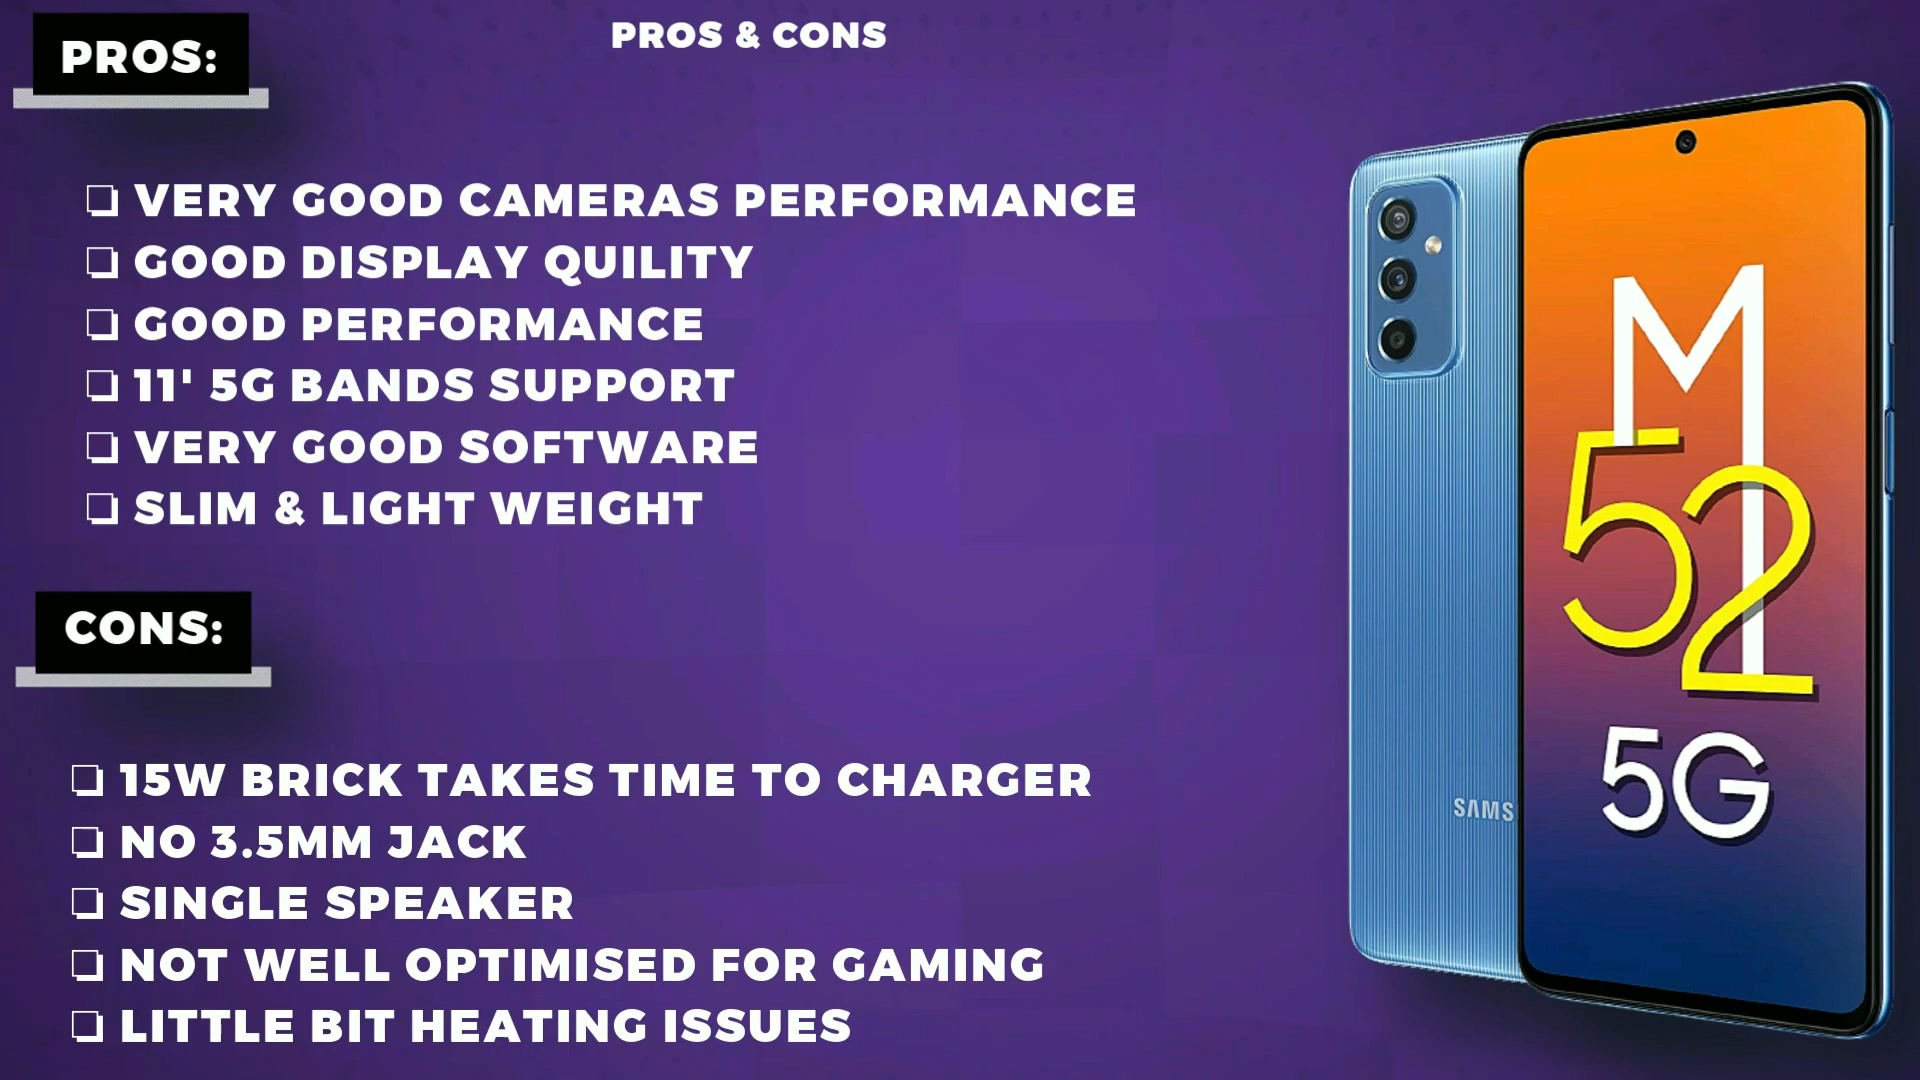 PROS & CONS
PROS:
❏ VERY GOOD CAMERAS PERFORMANCE
❏ GOOD DISPLAY QUILITY
❏ GOOD PERFORMANCE
❏ 11' 5G BANDS SUPPORT
❏ VERY GOOD SOFTWARE
❏ SLIM & LIGHT WEIGHT
CONS:
❏ 15W BRICK TAKES TIME TO CHARGER
❏ NO 3.5MM JACK
❏ SINGLE SPEAKER
❏ NOT WELL OPTIMISED FOR GAMING
❏ LITTLE BIT HEATING ISSUES
SAMS
M
52
5G